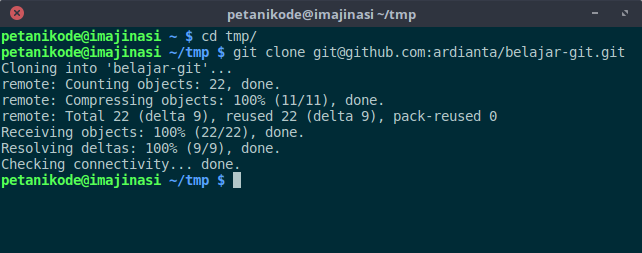 petanikode@imajinasi ~/tmp
petanikode@imajinasi ~ $ cd tmp/
petanikode@imajinasi ~/tmp $ git clone git@github.com:ardianta/belajar-git.git
Cloning into 'belajar-git'...
remote: Counting objects: 22, done.
remote: Compressing objects: 100% (11/11), done.
remote: Total 22 (delta 9), reused 22 (delta 9), pack-reused 0
Receiving objects: 100% (22/22), done.
Resolving deltas: 100% (9/9), done.
Checking connectivity... done.
petanikode@imajinasi ~/tmp $